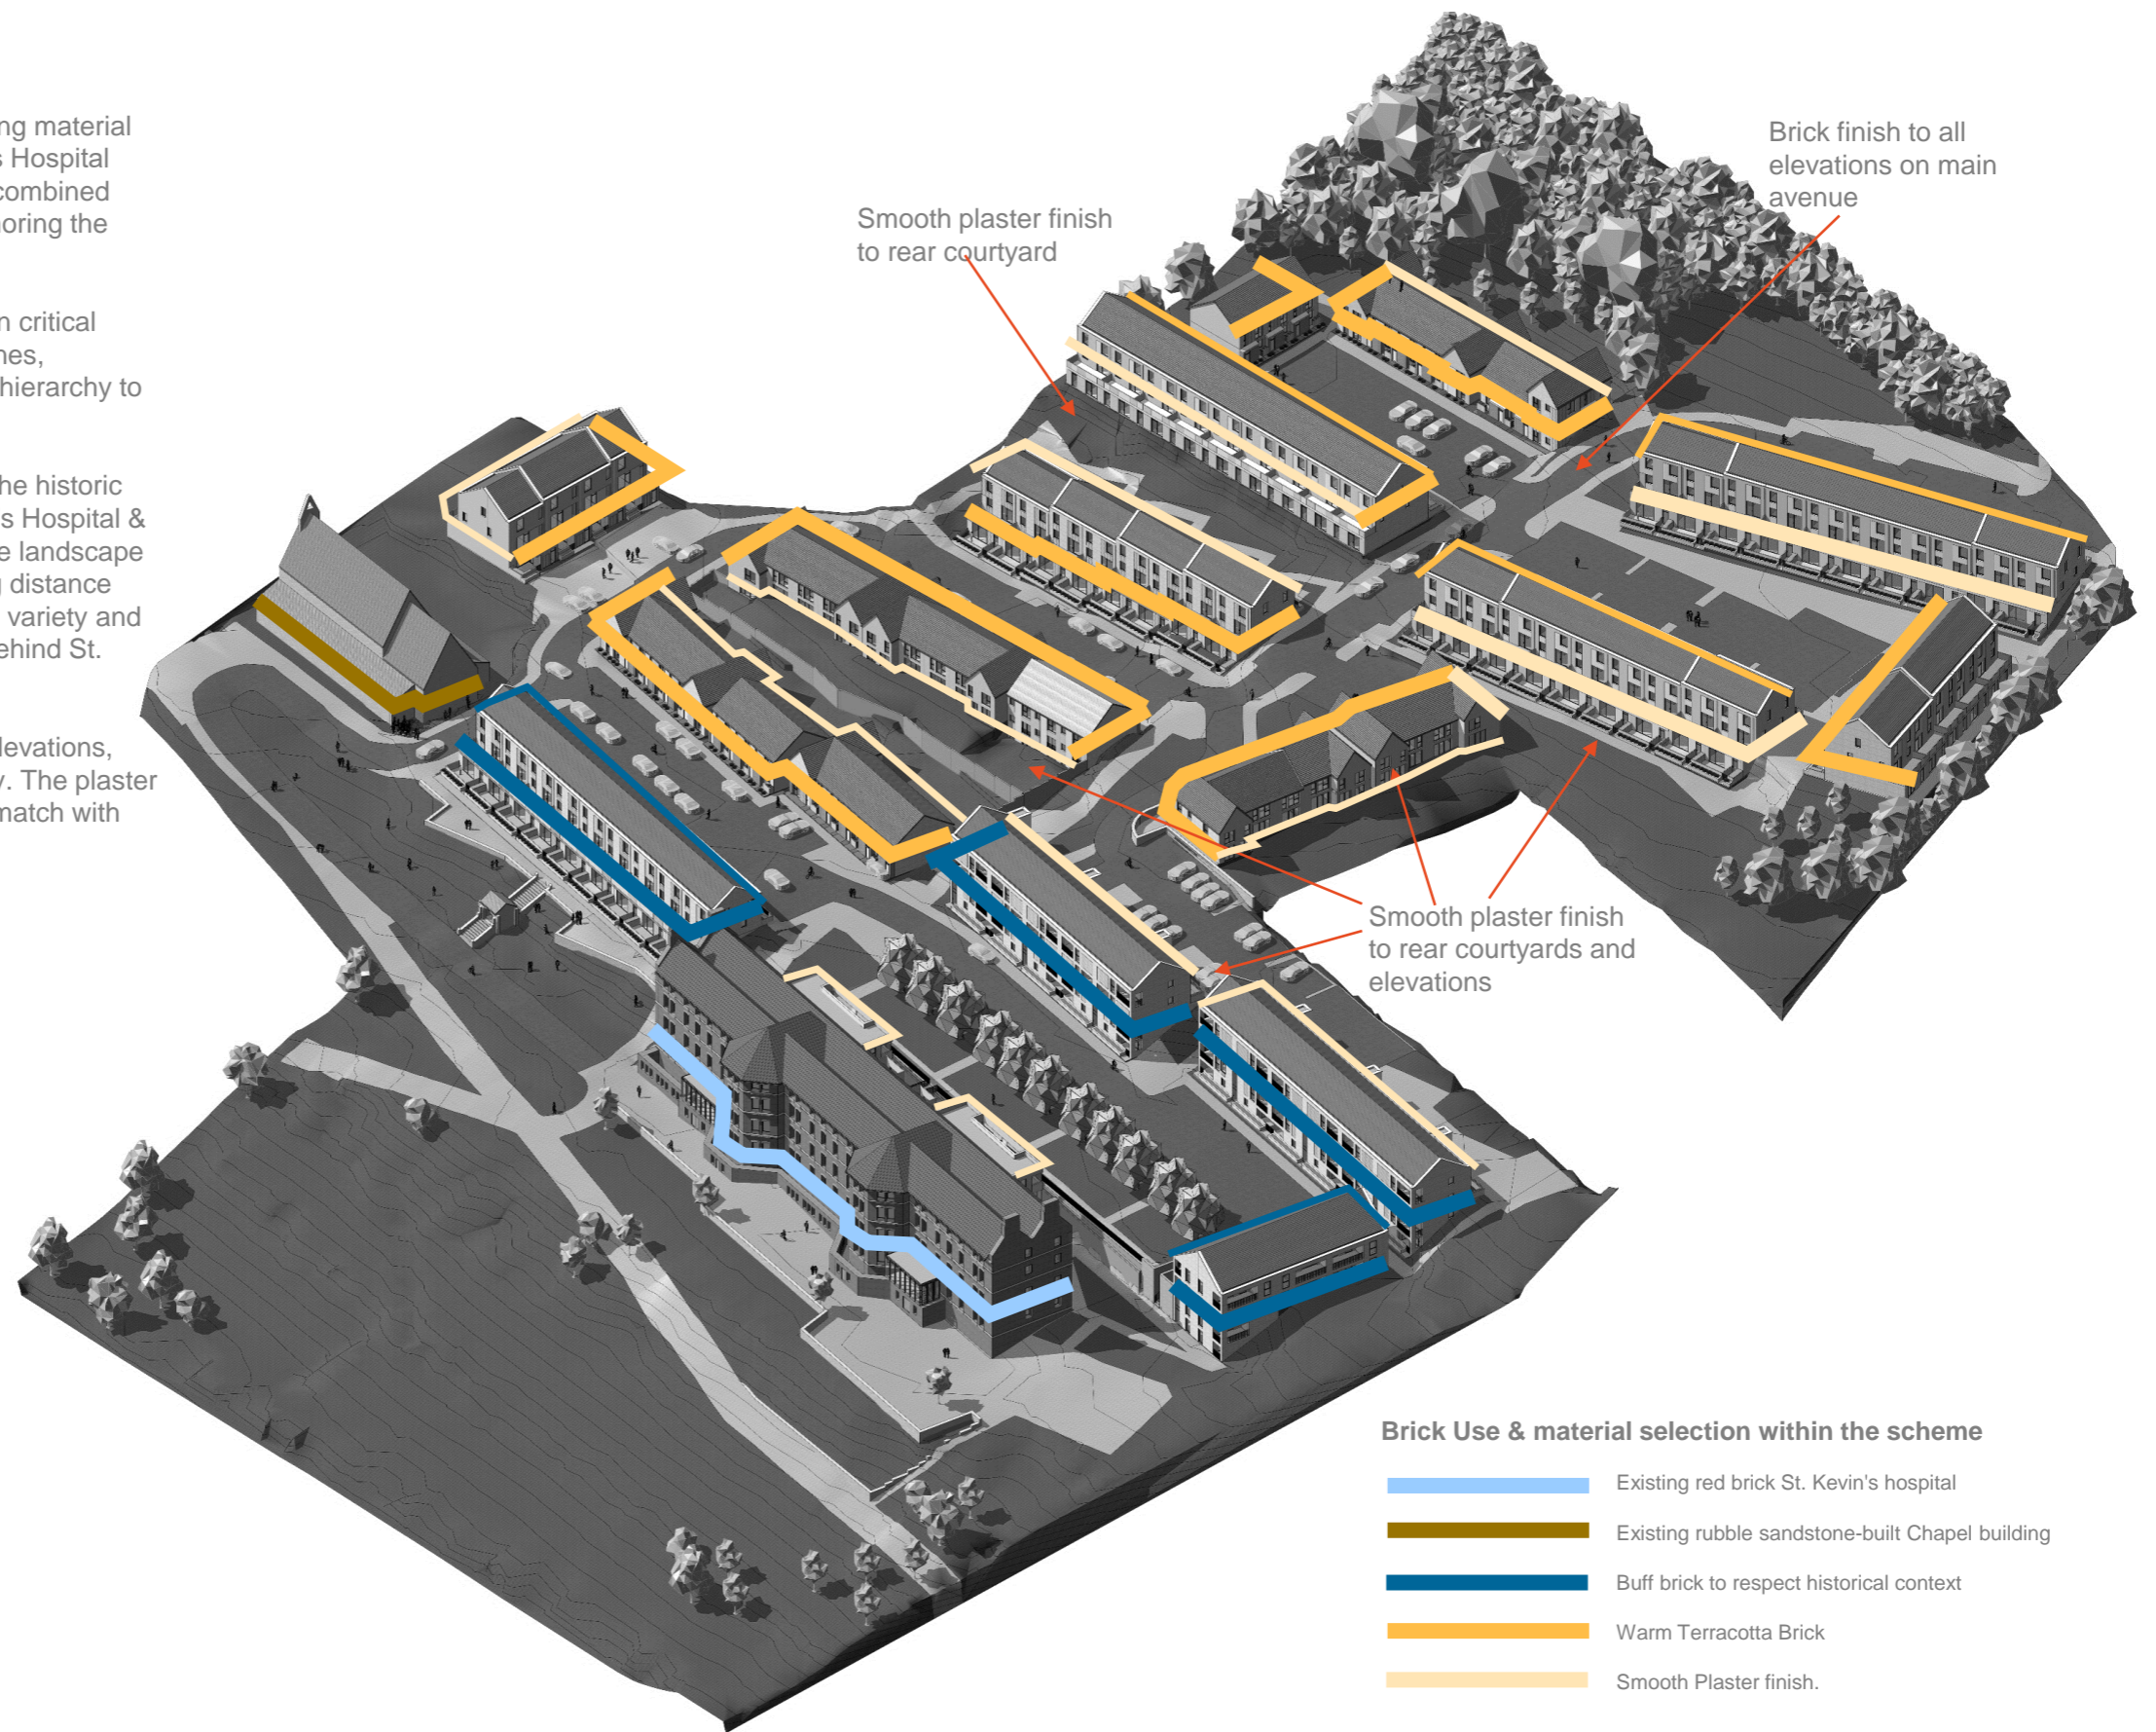 ng material
s Hospital
combined
noring the
n critical
nes,
hierarchy to
he historic
s Hospital &
e landscape
g distance
variety and
ehind St.
levations,
y. The plaster
match with
Smooth plaster finish
to rear courtyard
Brick finish to all
elevations on main
avenue
Smooth plaster finish
to rear courtyards and
elevations
Brick Use & material selection within the scheme
Existing red brick St. Kevin's hospital
Existing rubble sandstone-built Chapel building
Buff brick to respect historical context
Warm Terracotta Brick
Smooth Plaster finish.